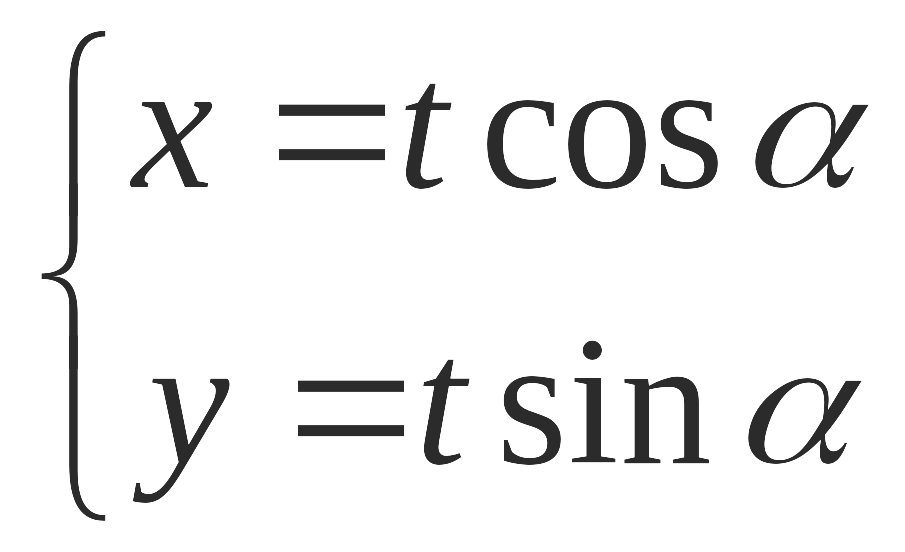 x = t cos α
y = t sin α